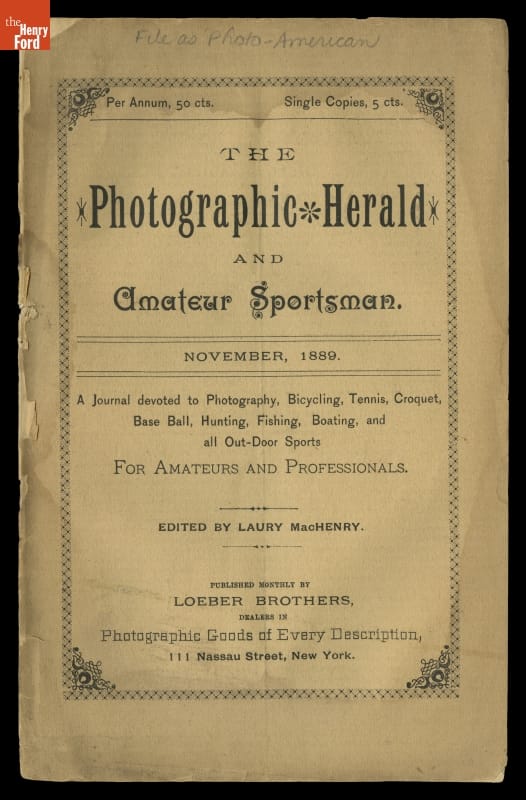 the
Henry
Ford
File as Photo-American
Per Annum, 50 cts. Single Copies, 5 cts.
THE
Photographic Herald
AND
Amateur Sportsman.
NOVEMBER, 1889.
A Journal devoted to Photography, Bicycling, Tennis, Croquet,
Base Ball, Hunting, Fishing, Boating, and
all Out-Door Sports
FOR AMATEURS AND PROFESSIONALS.
EDITED BY LAURY MacHENRY.
PUBLISHED MONTHLY BY
LOEBER BROTHERS,
DEALERS IN
Photographic Goods of Every Description,
111 Nassau Street, New York.